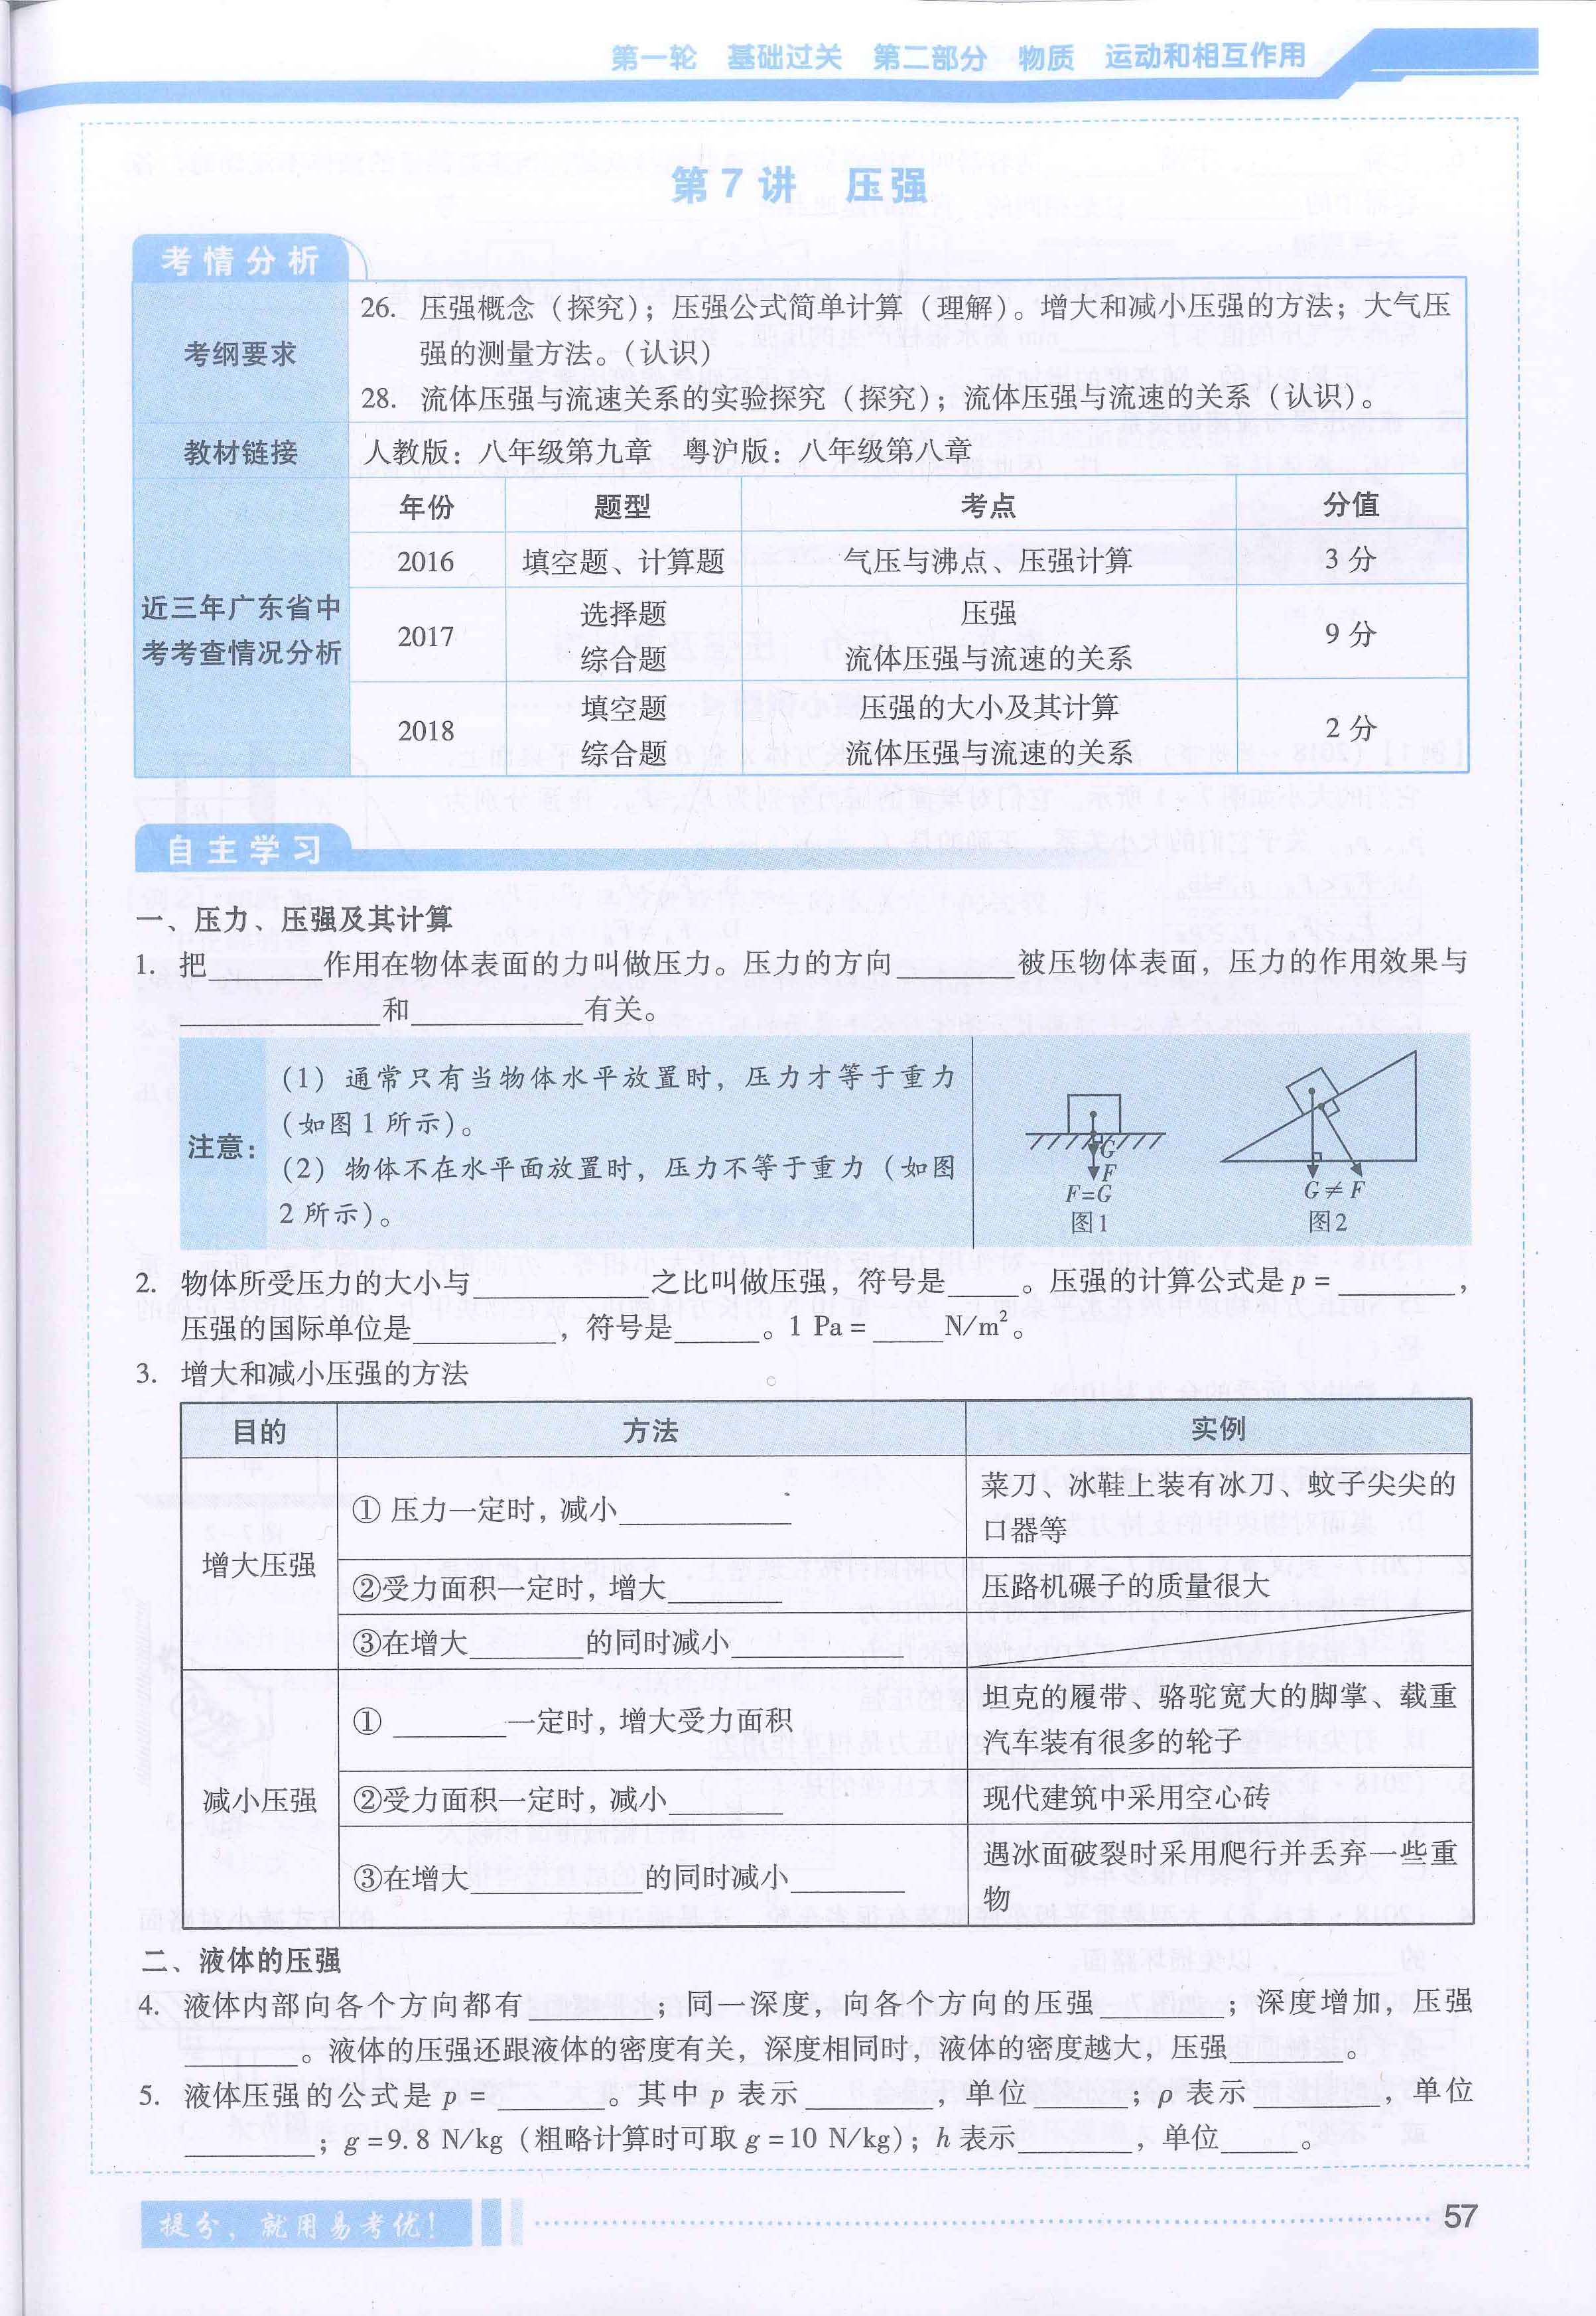 第一轮 基础过关 第二部分 物质 运动和相互作用
第7讲 压强
考情分析
考纲要求
26. 压强概念（探究）；压强公式简单计算（理解）。增大和减小压强的方法；大气压
强的测量方法。（认识）
28. 流体压强与流速关系的实验探究（探究）；流体压强与流速的关系（认识）。
教材链接
人教版：八年级第九章 粤沪版：八年级第八章
近三年广东省中
考考查情况分析
年份 题型 考点 分值
2016 填空题、计算题 气压与沸点、压强计算 3分
2017
选择题 压强
综合题 流体压强与流速的关系
9分
2018
填空题 压强的大小及其计算
综合题 流体压强与流速的关系
2分
自主学习
一、压力、压强及其计算
1. 把________作用在物体表面的力叫做压力。压力的方向________被压物体表面，压力的作用效果与
______________和____________有关。
注意：
（1）通常只有当物体水平放置时，压力才等于重力
（如图1所示）。
（2）物体不在水平面放置时，压力不等于重力（如图
2所示）。
G
F
F=G
图1
G≠F
图2
2. 物体所受压力的大小与____________之比叫做压强，符号是_____。压强的计算公式是p=________，
压强的国际单位是__________，符号是______。1 Pa=_____N/m²。
3. 增大和减小压强的方法
目的 方法 实例
增大压强
①压力一定时，减小____________
菜刀、冰鞋上装有冰刀、蚊子尖尖的
口器等
②受力面积一定时，增大________
压路机碾子的质量很大
③在增大________的同时减小____________
减小压强
①________一定时，增大受力面积
坦克的履带、骆驼宽大的脚掌、载重
汽车装有很多的轮子
②受力面积一定时，减小________
现代建筑中采用空心砖
③在增大____________的同时减小________
遇冰面破裂时采用爬行并丢弃一些重
物
二、液体的压强
4. 液体内部向各个方向都有________；同一深度，向各个方向的压强________；深度增加，压强
________。液体的压强还跟液体的密度有关，深度相同时，液体的密度越大，压强________。
5. 液体压强的公式是p=_______。其中p表示________，单位______；ρ表示________，单位
_________；g=9.8 N/kg（粗略计算时可取g=10 N/kg）；h表示________，单位_____。
提分，就用易考优！
57